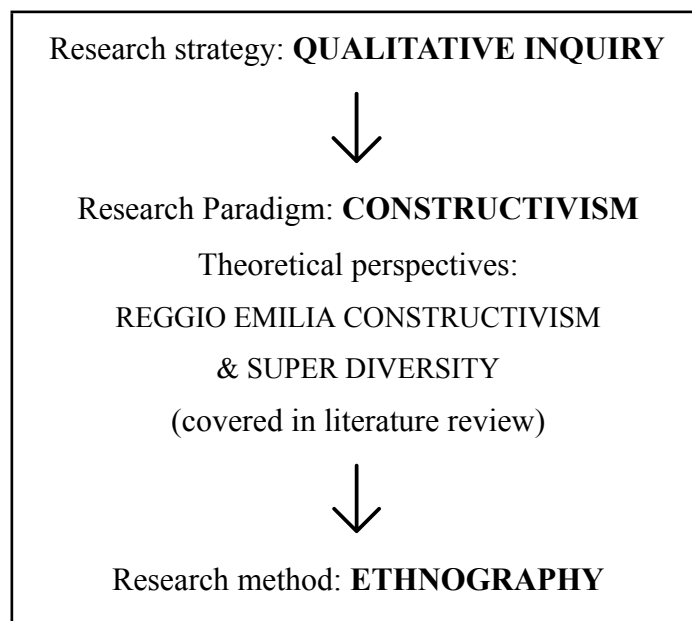 Research strategy: QUALITATIVE INQUIRY
Research Paradigm: CONSTRUCTIVISM
Theoretical perspectives:
REGGIO EMILIA CONSTRUCTIVISM
& SUPER DIVERSITY
(covered in literature review)
Research method: ETHNOGRAPHY